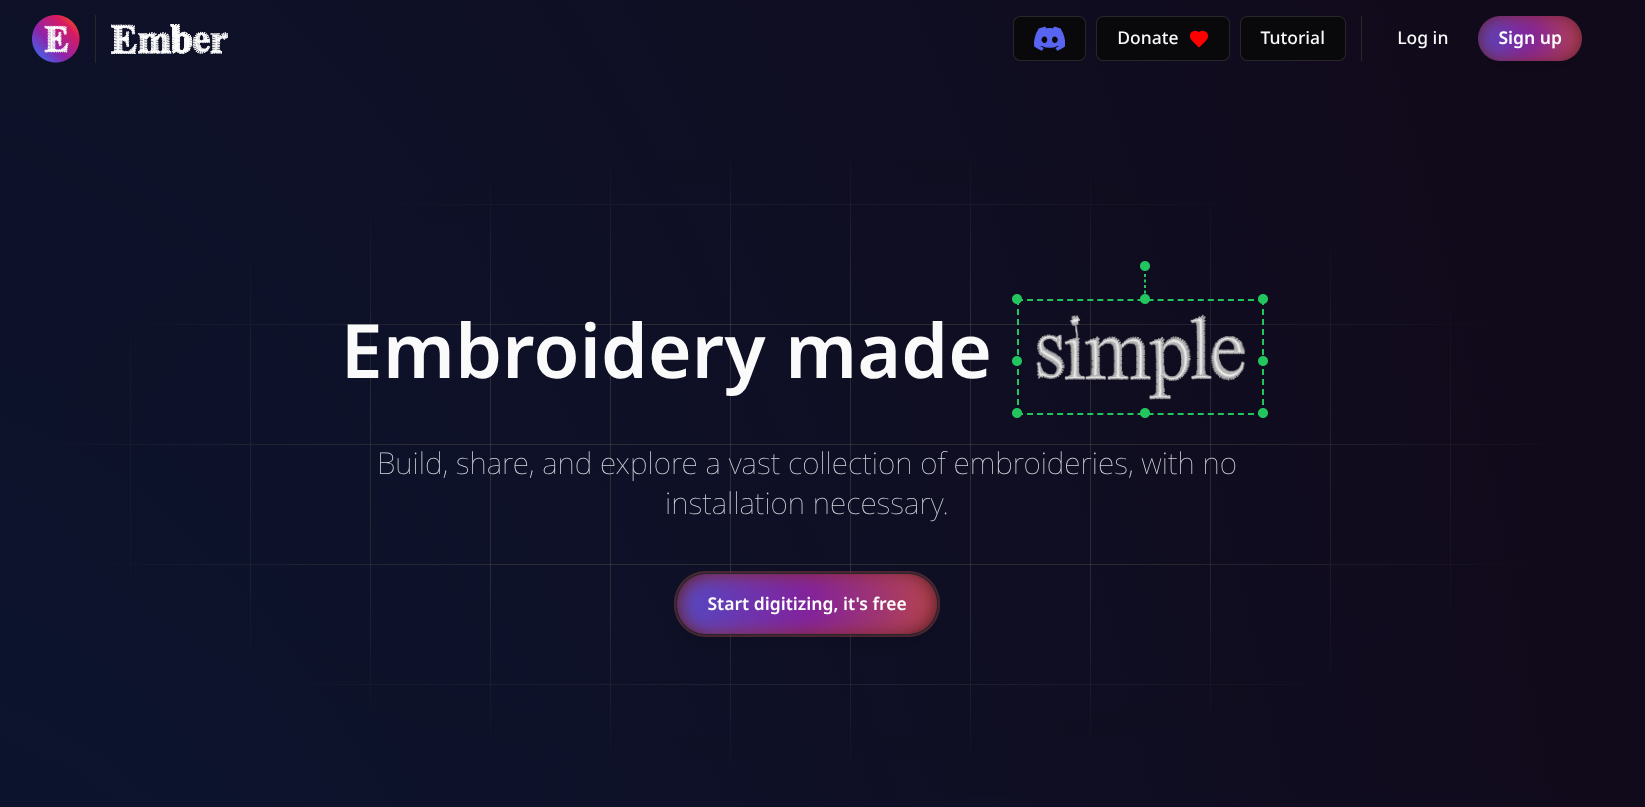 E
Ember
Donate
Tutorial
Log in
Sign up
Embroidery made simple
Build, share, and explore a vast collection of embroideries, with no
installation necessary.
Start digitizing, it's free